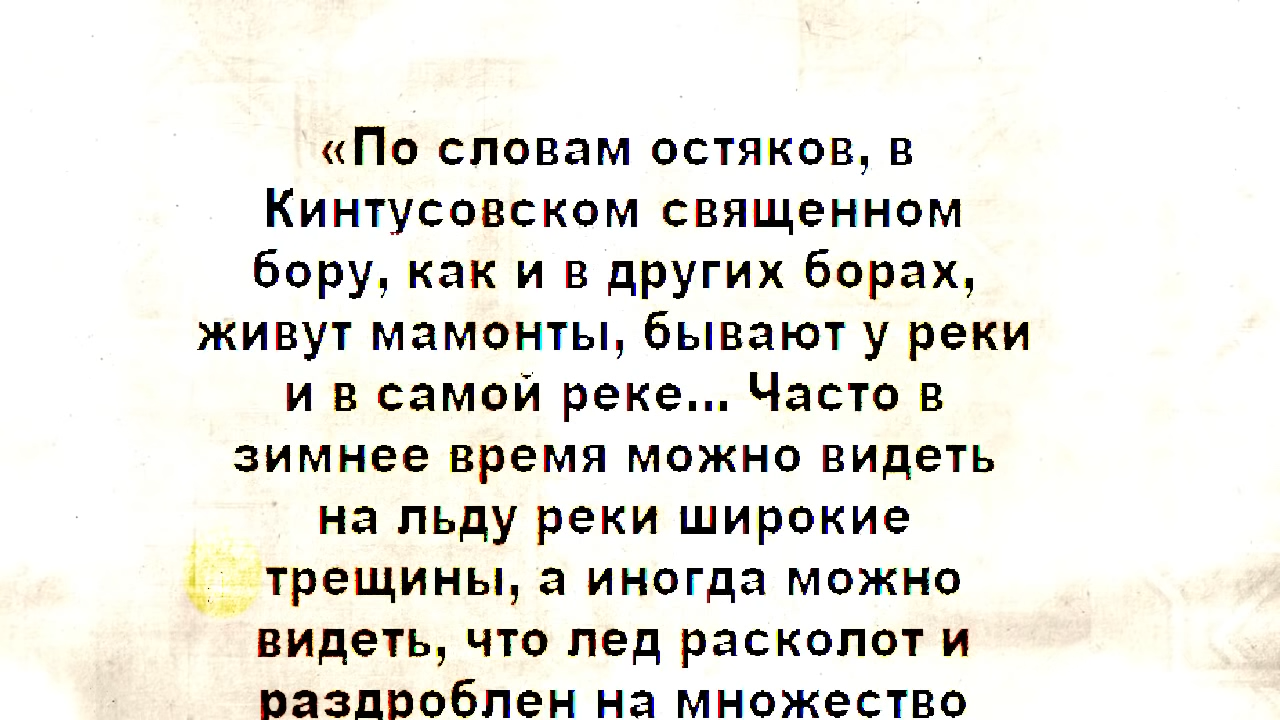 «По словам остяков, в
Кинтусовском священном
бору, как и в других борах,
живут мамонты, бывают у реки
и в самой реке... Часто в
зимнее время можно видеть
на льду реки широкие
трещины, а иногда можно
видеть, что лед расколот и
раздроблен на множество